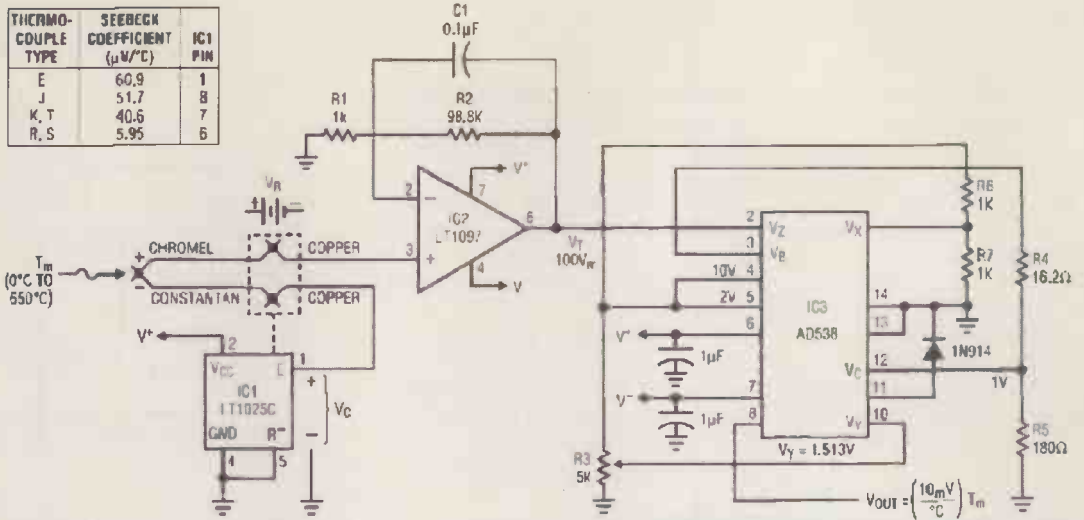 THERMO-COUPLE TYPE
SEEBECK COEFFICIENT (µV/°C)
IC1 PIN
E 60.9 1
J 51.7 8
K, T 40.6 7
R, S 5.95 6
C1
0.1µF
R1
1k
R2
98.8K
V+
7
2
−
IC2
LT1097
6
3
+
4
V
VT
100Vπ
VR
+ −
CHROMEL
COPPER
CONSTANTAN
COPPER
Tm
(0°C TO
650°C)
+
−
V+
2
VCC
E
1
IC1
LT1025C
GND
R−
4
5
+
VC
−
2
VZ
3
VB
10V 4
2V 5
V+
6
1µF
V−
7
1µF
8
IC3
AD538
VX
14
13
VC
12
11
10
VY
VY = 1.513V
1N914
1V
R6
1K
R7
1K
R4
16.2Ω
R5
180Ω
R3
5K
VOUT = (10mV/°C) Tm